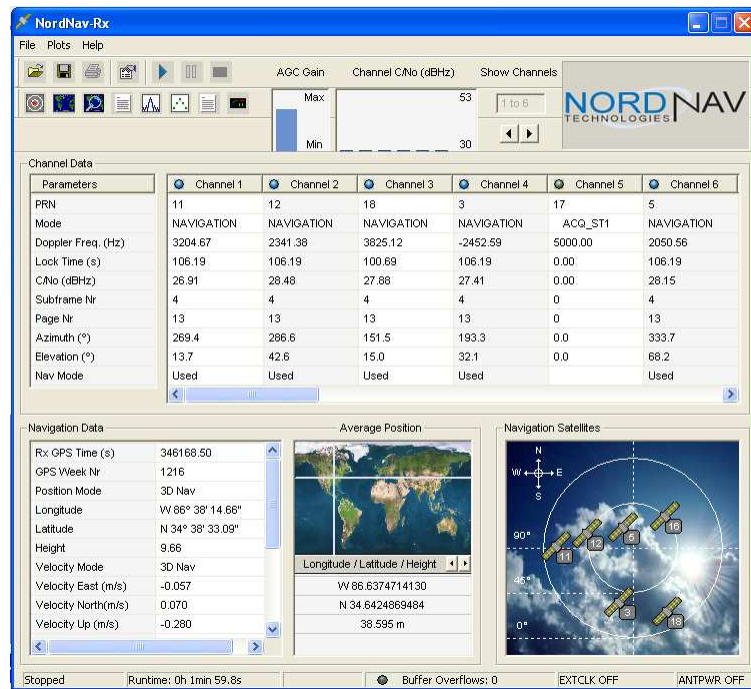 NordNav-Rx
File Plots Help
AGC Gain Channel C/No (dBHz) Show Channels
Max 53 1 to 6
Min 30
NORDNAV
TECHNOLOGIES
Channel Data
Parameters Channel 1 Channel 2 Channel 3 Channel 4 Channel 5 Channel 6
PRN 11 12 18 3 17 5
Mode NAVIGATION NAVIGATION NAVIGATION NAVIGATION ACQ_ST1 NAVIGATION
Doppler Freq. (Hz) 3204.67 2341.38 3825.12 -2452.59 5000.00 2050.56
Lock Time (s) 106.19 106.19 100.69 106.19 0.00 106.19
C/No (dBHz) 26.91 28.48 27.88 27.41 0.00 28.15
Subframe Nr 4 4 4 4 0 4
Page Nr 13 13 13 13 0 13
Azimuth (°) 269.4 286.6 151.5 193.3 0.0 333.7
Elevation (°) 13.7 42.6 15.0 32.1 0.0 68.2
Nav Mode Used Used Used Used Used
Navigation Data
Rx GPS Time (s) 346168.50
GPS Week Nr 1216
Position Mode 3D Nav
Longitude W 86° 38' 14.66"
Latitude N 34° 38' 33.09"
Height 9.66
Velocity Mode 3D Nav
Velocity East (m/s) -0.057
Velocity North(m/s) 0.070
Velocity Up (m/s) -0.280
Average Position
Longitude / Latitude / Height
W 86.6374714130
N 34.6424869484
38.595 m
Navigation Satellites
N
W E
S
90°
45°
0°
16
5
12
11
3
18
Stopped Runtime: 0h 1min 59.8s Buffer Overflows: 0 EXTCLK OFF ANTPWR OFF